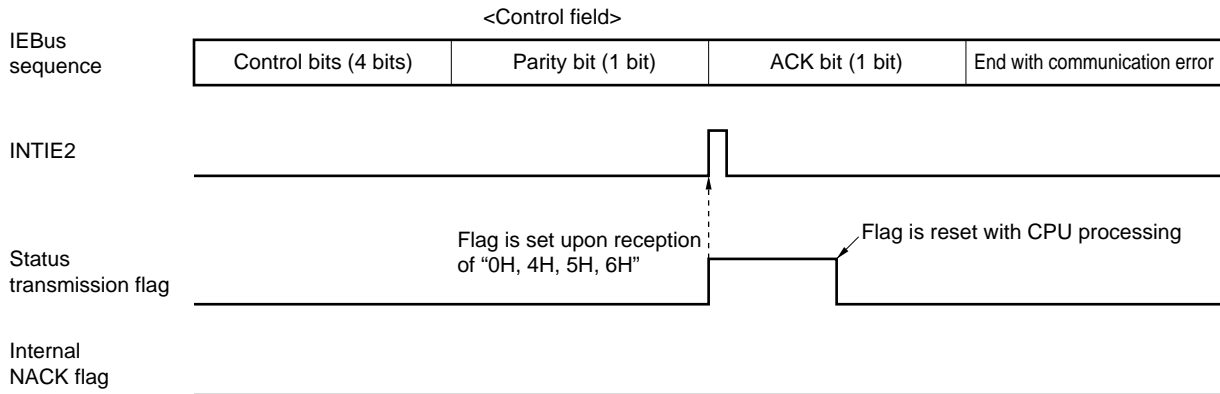 <Control field>
IEBus
sequence
Control bits (4 bits)
Parity bit (1 bit)
ACK bit (1 bit)
End with communication error
INTIE2
Flag is set upon reception
of “0H, 4H, 5H, 6H”
Flag is reset with CPU processing
Status
transmission flag
Internal
NACK flag